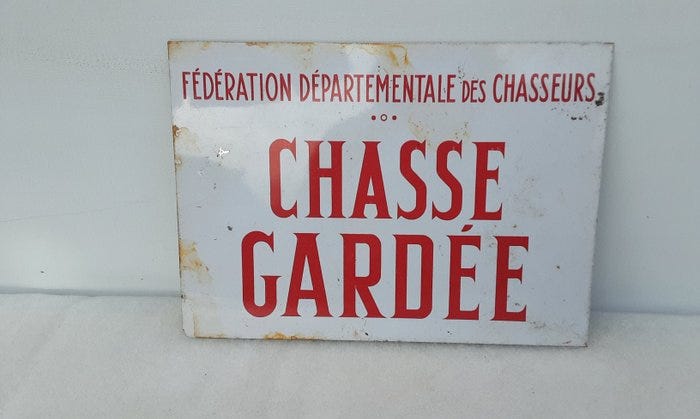 FÉDÉRATION DÉPARTEMENTALE DES CHASSEURS
CHASSE
GARDÉE